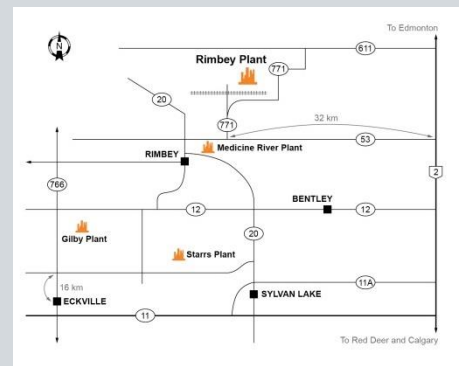 To Edmonton
N
611
Rimbey Plant
771
20
32 km
771
53
Medicine River Plant
RIMBEY
2
766
BENTLEY
12
12
Gilby Plant
20
Starrs Plant
11A
16 km
ECKVILLE
SYLVAN LAKE
11
To Red Deer and Calgary